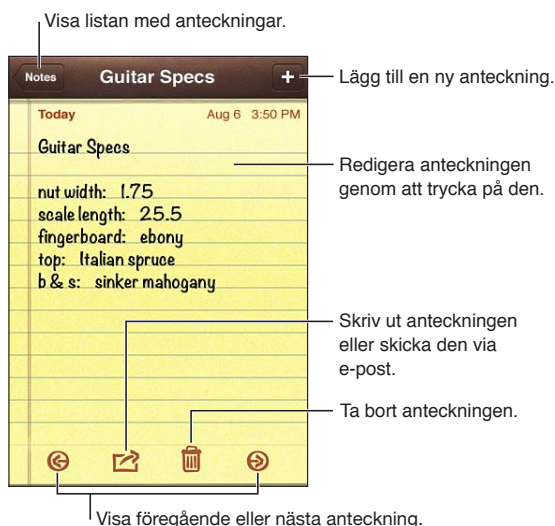 Visa listan med anteckningar.
Notes
Guitar Specs
+
Lägg till en ny anteckning.
Today
Aug 6 3:50 PM
Guitar Specs
Redigera anteckningen
genom att trycka på den.
nut width: 1.75
scale length: 25.5
fingerboard: ebony
top: Italian spruce
b & s: sinker mahogany
Skriv ut anteckningen
eller skicka den via
e-post.
Ta bort anteckningen.
Visa föregående eller nästa anteckning.